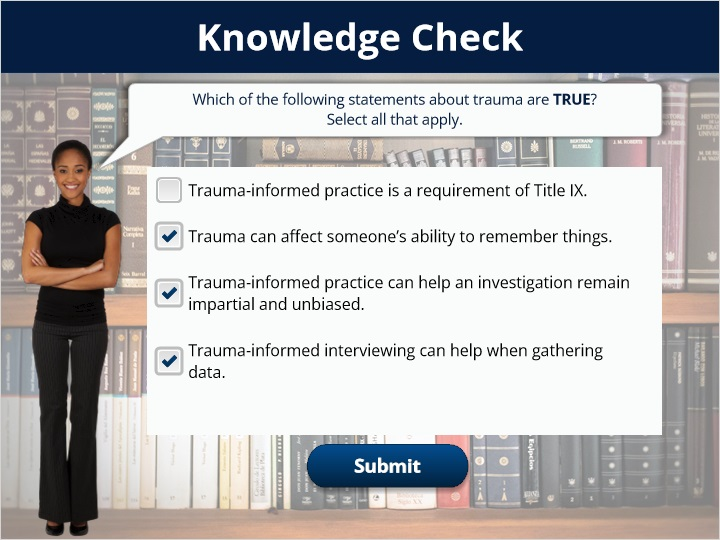 Knowledge Check
Which of the following statements about trauma are TRUE?
Select all that apply.
Trauma-informed practice is a requirement of Title IX.
Trauma can affect someone’s ability to remember things.
Trauma-informed practice can help an investigation remain
impartial and unbiased.
Trauma-informed interviewing can help when gathering
data.
Submit